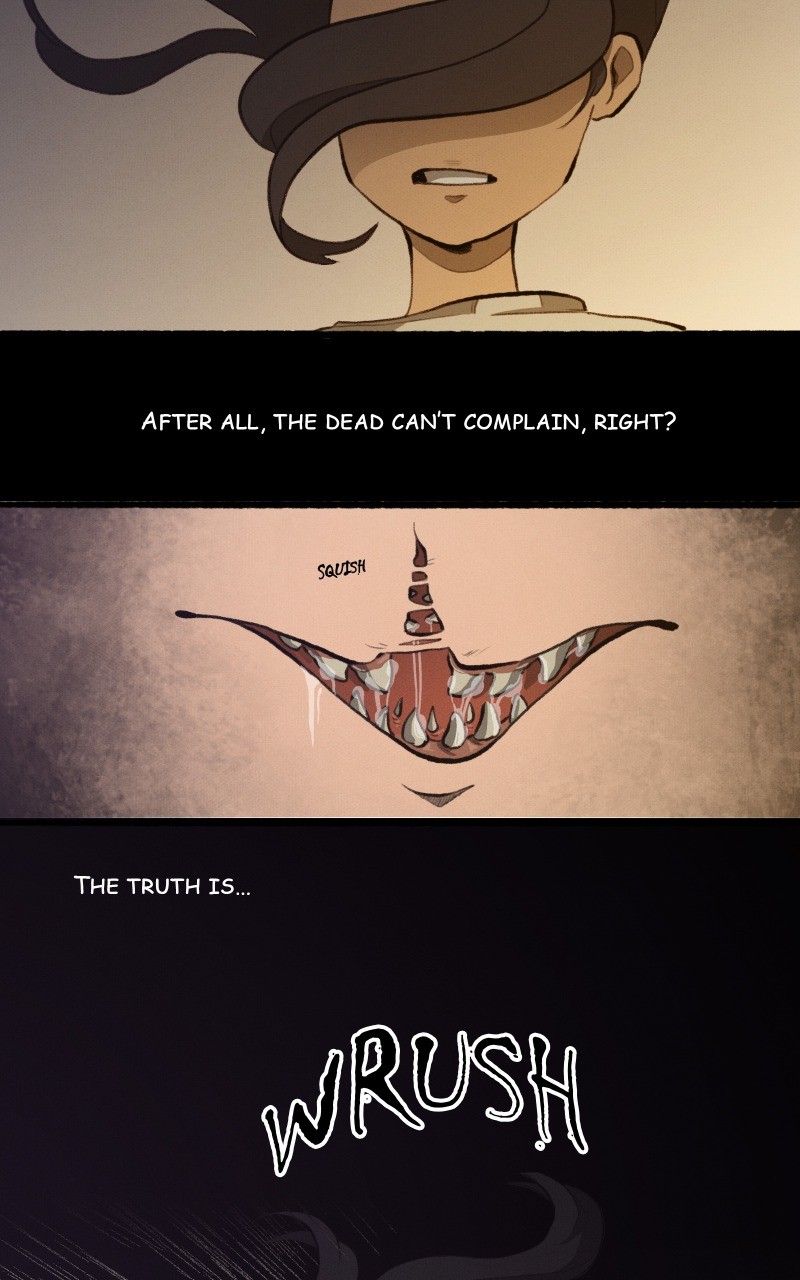 After all, the dead can't complain, right?
SQUISH
The truth is...
WRUSH